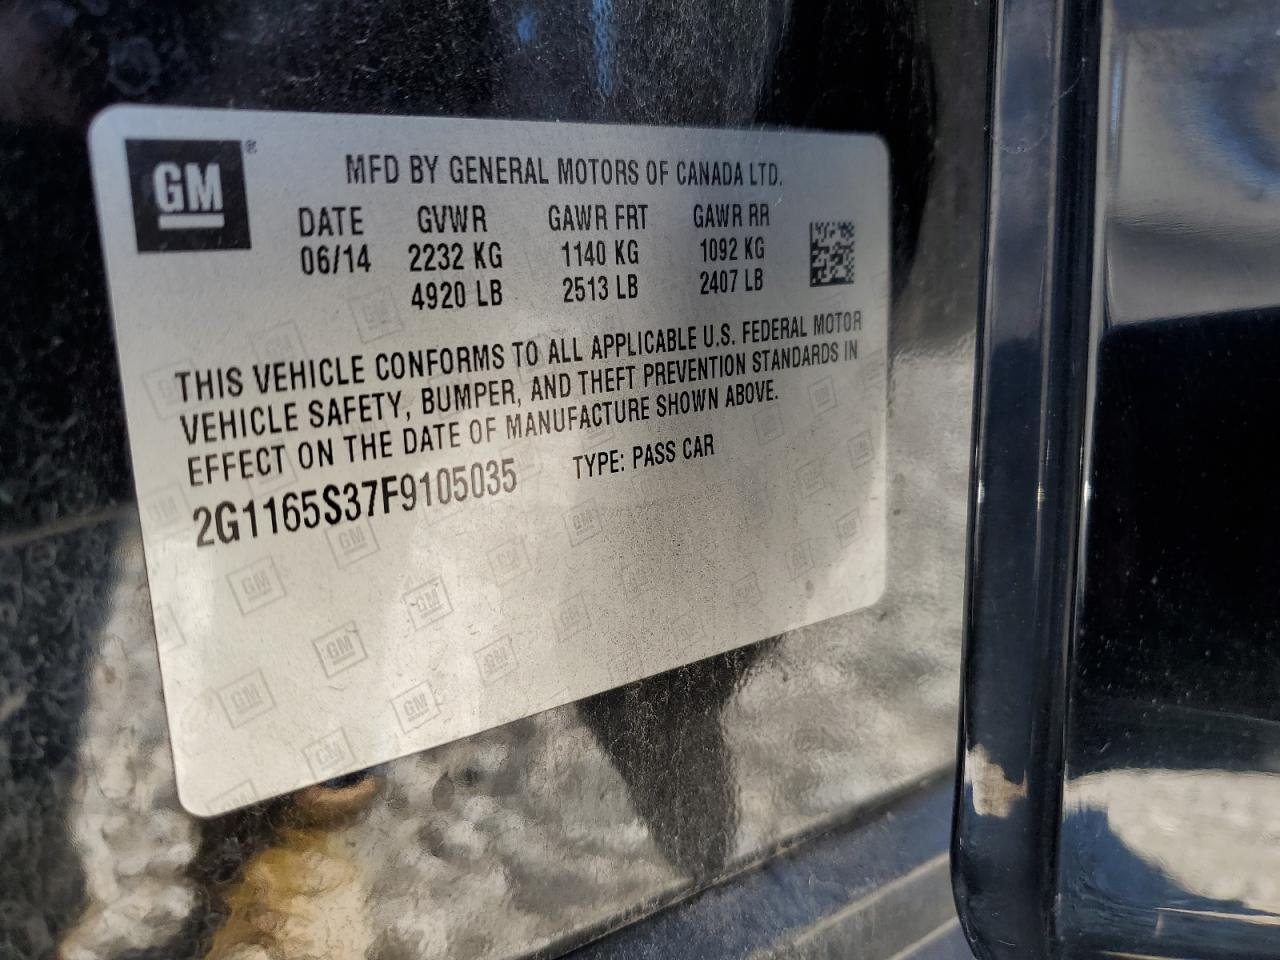 GM ®
MFD BY GENERAL MOTORS OF CANADA LTD.
DATE GVWR GAWR FRT GAWR RR
06/14 2232 KG 1140 KG 1092 KG
4920 LB 2513 LB 2407 LB
THIS VEHICLE CONFORMS TO ALL APPLICABLE U.S. FEDERAL MOTOR
VEHICLE SAFETY, BUMPER, AND THEFT PREVENTION STANDARDS IN
EFFECT ON THE DATE OF MANUFACTURE SHOWN ABOVE.
2G1165S37F9105035 TYPE: PASS CAR